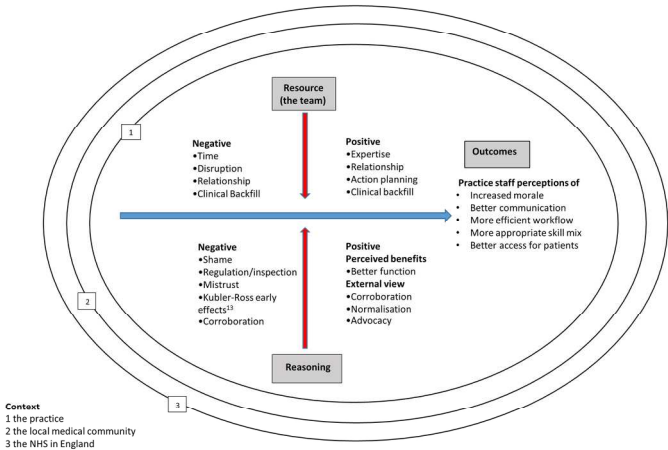 Resource
(the team)
1
Negative
•Time
•Disruption
•Relationship
•Clinical Backfill
Positive
•Expertise
•Relationship
•Action planning
•Clinical backfill
Outcomes
Practice staff perceptions of
• Increased morale
• Better communication
• More efficient workflow
• More appropriate skill mix
• Better access for patients
Negative
•Shame
•Regulation/inspection
•Mistrust
•Kubler-Ross early
effects13
•Corroboration
Positive
Perceived benefits
•Better function
External view
•Corroboration
•Normalisation
•Advocacy
2
Reasoning
3
Context
1 the practice
2 the local medical community
3 the NHS in England